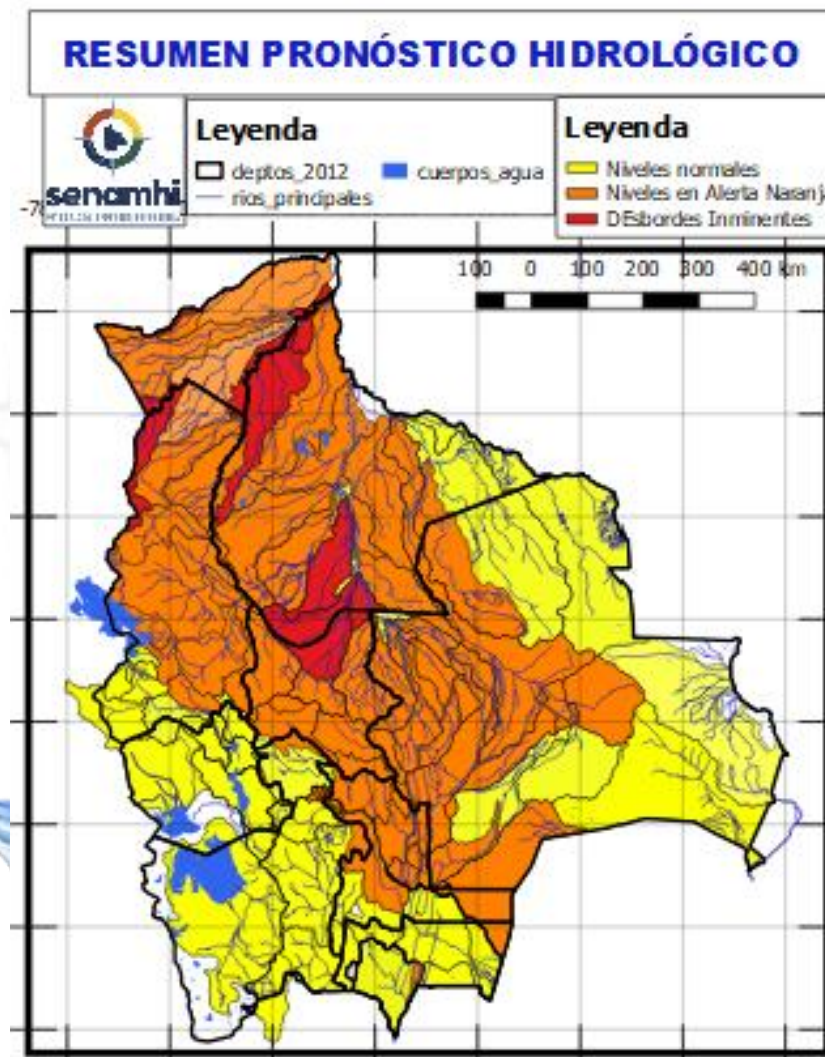 RESUMEN PRONÓSTICO HIDROLÓGICO
senamhi
Leyenda
deptos_2012 cuerpos_agua
rios_principales
Leyenda
Niveles normales
Niveles en Alerta Naranj
DEsbordes Inminentes
100 0 100 200 300 400 km